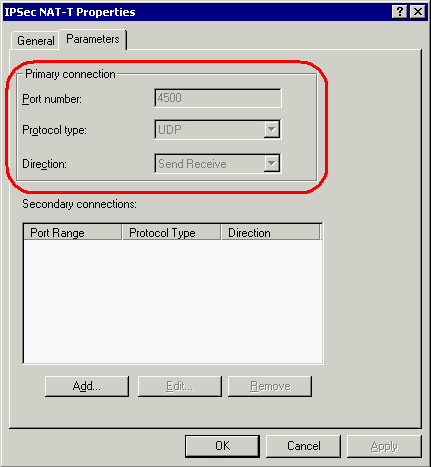 IPSec NAT-T Properties
General Parameters
Primary connection
Port number: 4500
Protocol type: UDP
Direction: Send Receive
Secondary connections:
Port Range Protocol Type Direction
Add... Edit... Remove
OK Cancel Apply